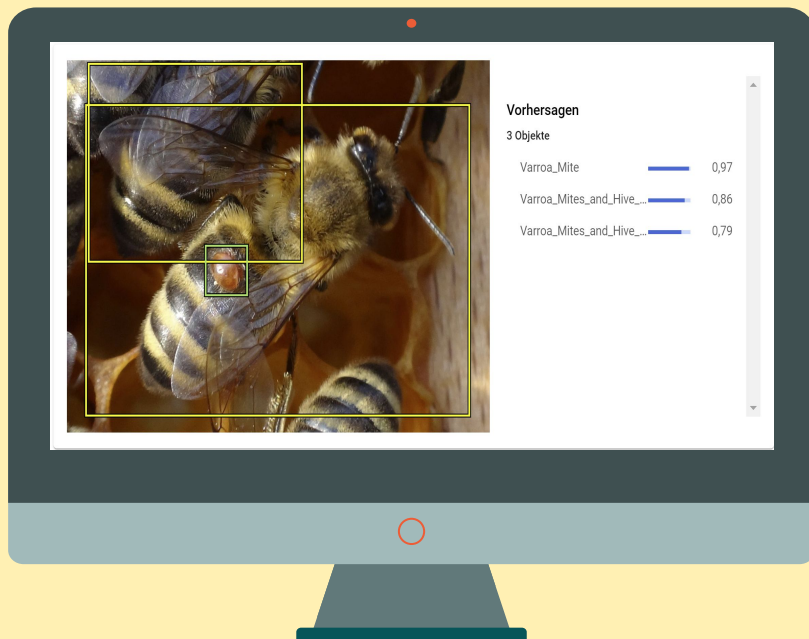 Vorhersagen
3 Objekte
Varroa_Mite 0,97
Varroa_Mites_and_Hive_... 0,86
Varroa_Mites_and_Hive_... 0,79